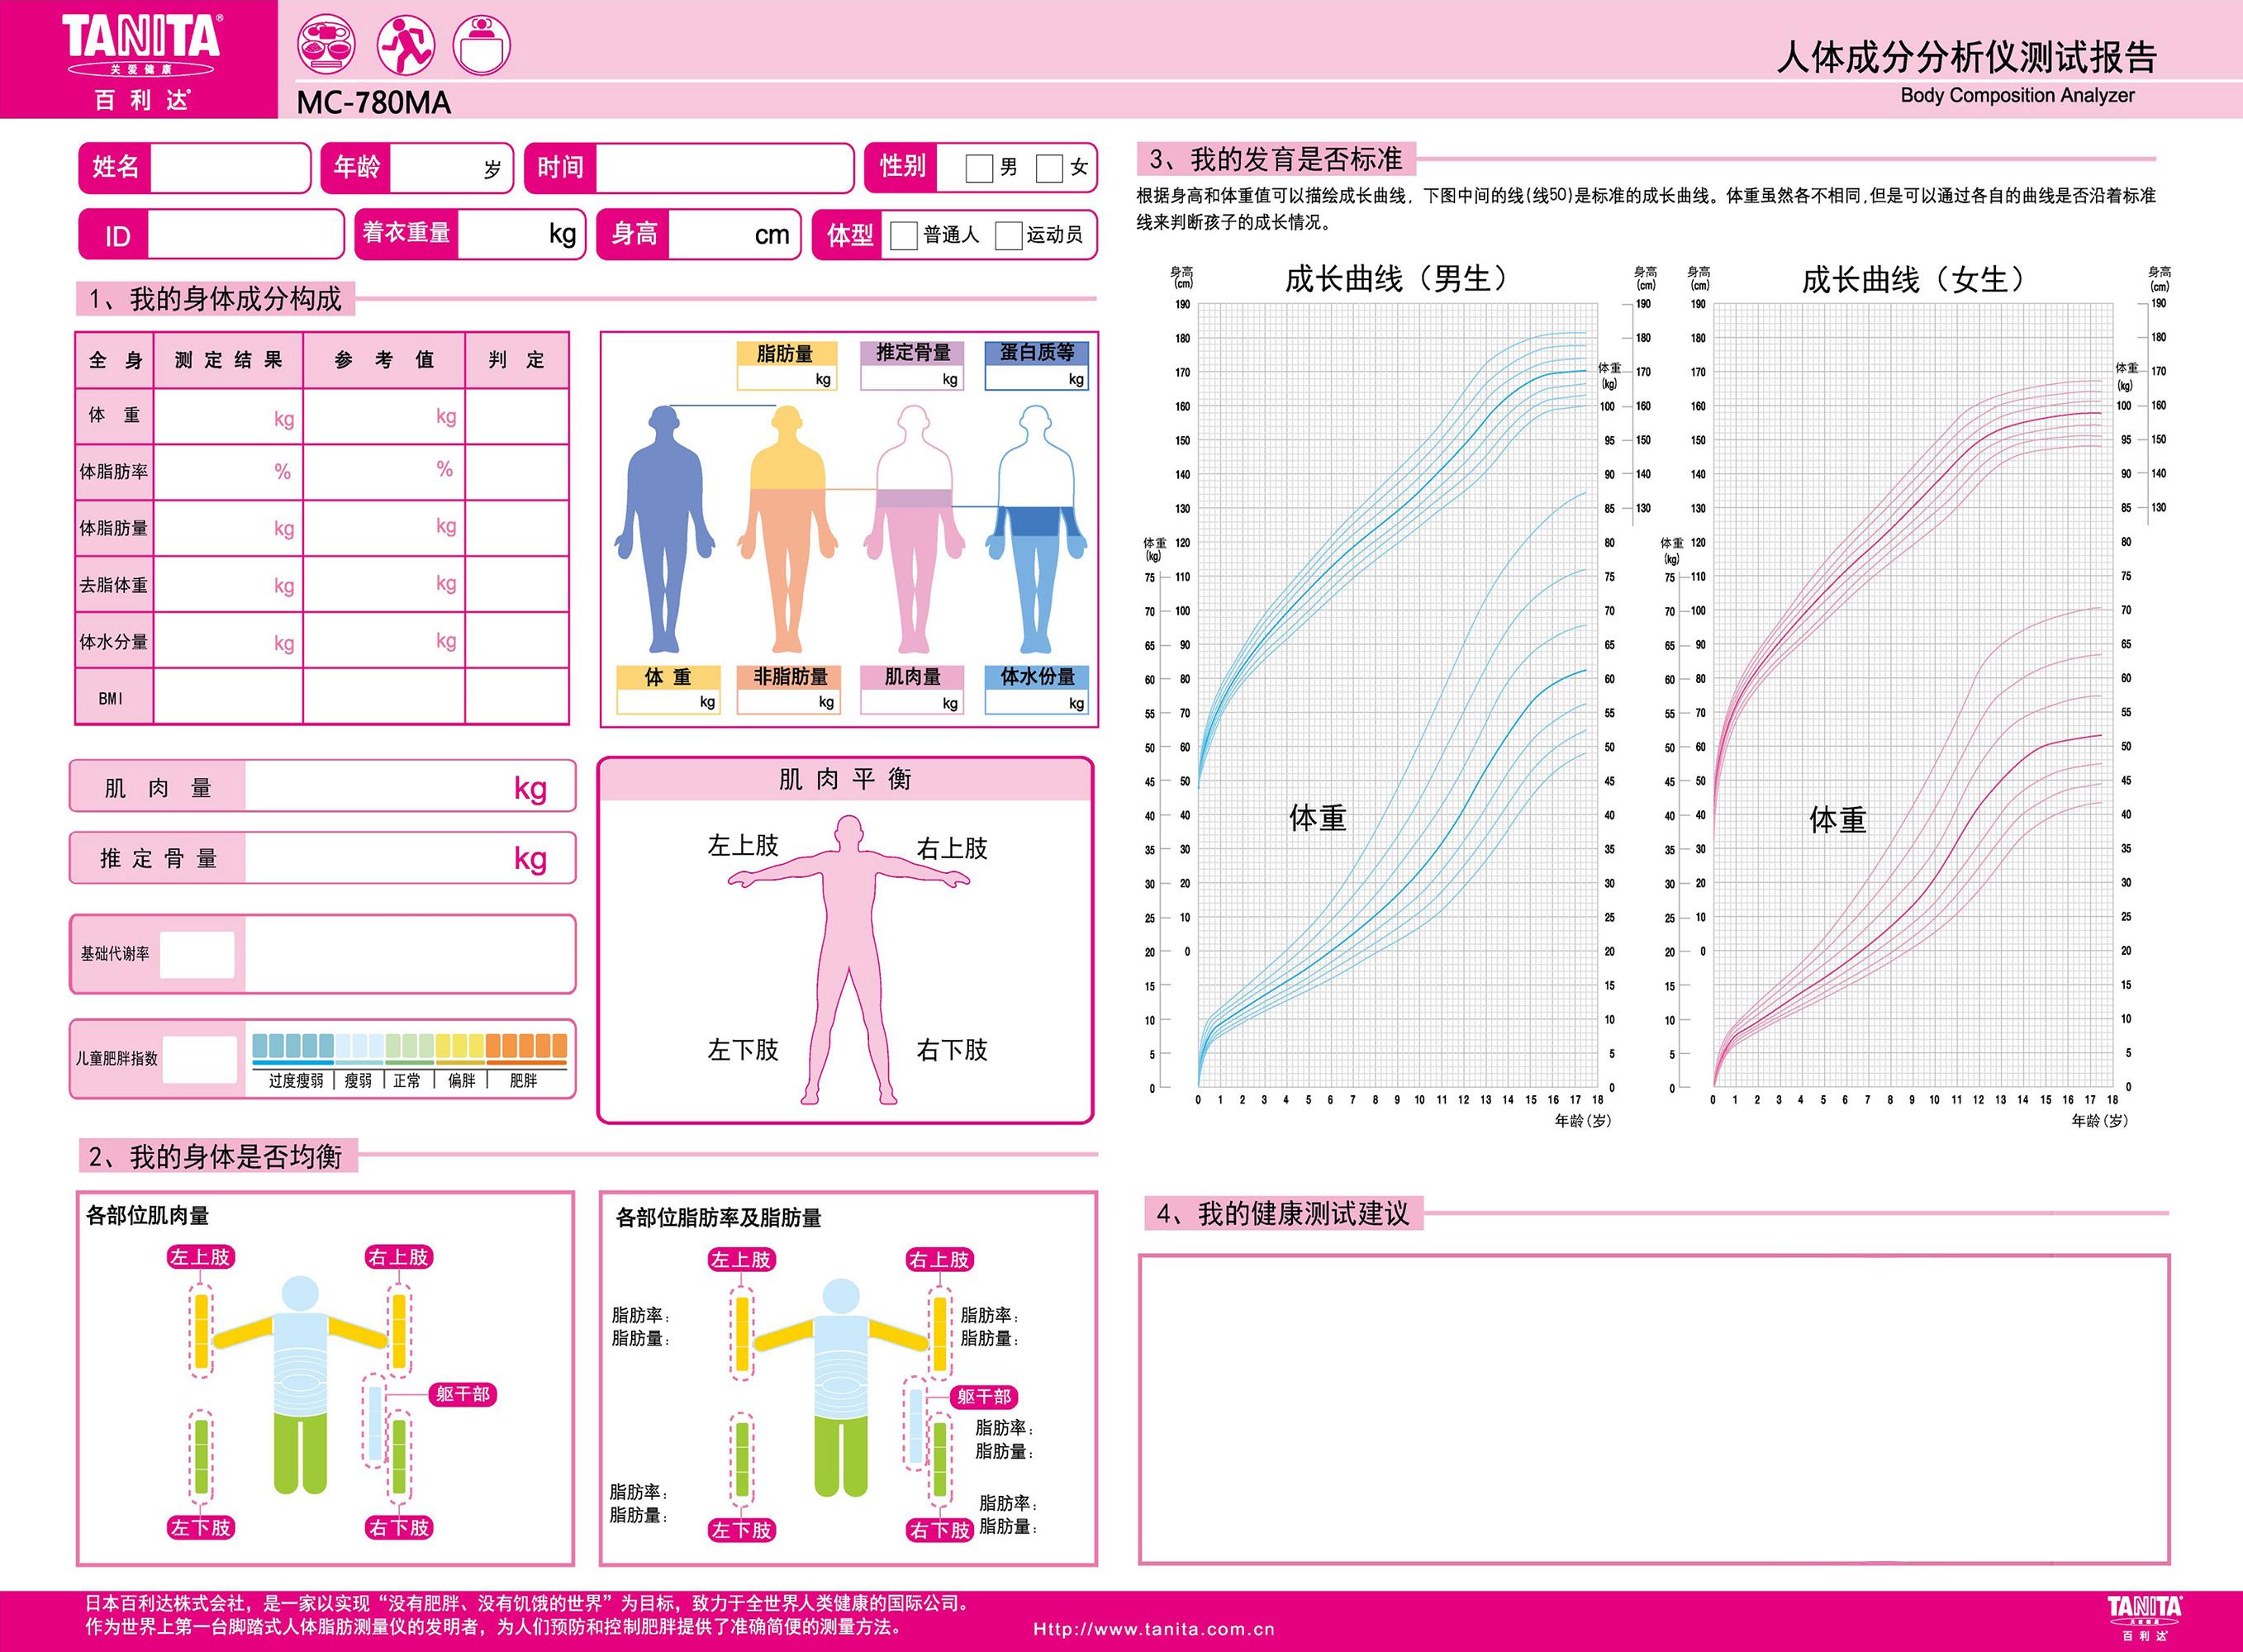 TANITA®
关爱健康
百利达®
MC-780MA
人体成分分析仪测试报告
Body Composition Analyzer
姓名
年龄 岁
时间
性别 男 女
ID
着衣重量 kg
身高 cm
体型 普通人 运动员
1、我的身体成分构成
全身 测定结果 参考值 判定
体重 kg kg
体脂肪率 % %
体脂肪量 kg kg
去脂体重 kg kg
体水分量 kg kg
BMI
脂肪量 推定骨量 蛋白质等
kg kg kg
体重 非脂肪量 肌肉量 体水份量
kg kg kg kg
肌肉量 kg
推定骨量 kg
基础代谢率
儿童肥胖指数
过度瘦弱 瘦弱 正常 偏胖 肥胖
肌肉平衡
左上肢 右上肢
左下肢 右下肢
2、我的身体是否均衡
各部位肌肉量
左上肢 右上肢
躯干部
左下肢 右下肢
各部位脂肪率及脂肪量
左上肢 右上肢
脂肪率: 脂肪率:
脂肪量: 脂肪量:
躯干部
脂肪率:
脂肪量:
脂肪率: 脂肪率:
脂肪量: 脂肪量:
左下肢 右下肢
3、我的发育是否标准
根据身高和体重值可以描绘成长曲线，下图中间的线(线50)是标准的成长曲线。体重虽然各不相同,但是可以通过各自的曲线是否沿着标准
线来判断孩子的成长情况。
成长曲线（男生）
身高
(cm)
190
180
170
160
150
140
130
体重
(kg)
120
75 110
70 100
65 90
60 80
55 70
50 60
45 50
40 40
35 30
30 20
25 10
20 0
15
10
5
0
身高
(cm)
190
180
体重
(kg)
170
100 160
95 150
90 140
85 130
80
75
70
65
60
55
50
45
40
35
30
25
20
15
10
5
0
体重
0 1 2 3 4 5 6 7 8 9 10 11 12 13 14 15 16 17 18
年龄(岁)
成长曲线（女生）
身高
(cm)
190
180
170
160
150
140
130
体重
(kg)
120
75 110
70 100
65 90
60 80
55 70
50 60
45 50
40 40
35 30
30 20
25 10
20 0
15
10
5
0
身高
(cm)
190
180
体重
(kg)
170
100 160
95 150
90 140
85 130
80
75
70
65
60
55
50
45
40
35
30
25
20
15
10
5
0
体重
0 1 2 3 4 5 6 7 8 9 10 11 12 13 14 15 16 17 18
年龄(岁)
4、我的健康测试建议
日本百利达株式会社，是一家以实现“没有肥胖、没有饥饿的世界”为目标，致力于全世界人类健康的国际公司。
作为世界上第一台脚踏式人体脂肪测量仪的发明者，为人们预防和控制肥胖提供了准确简便的测量方法。
Http://www.tanita.com.cn
TANITA®
关爱健康
百利达®